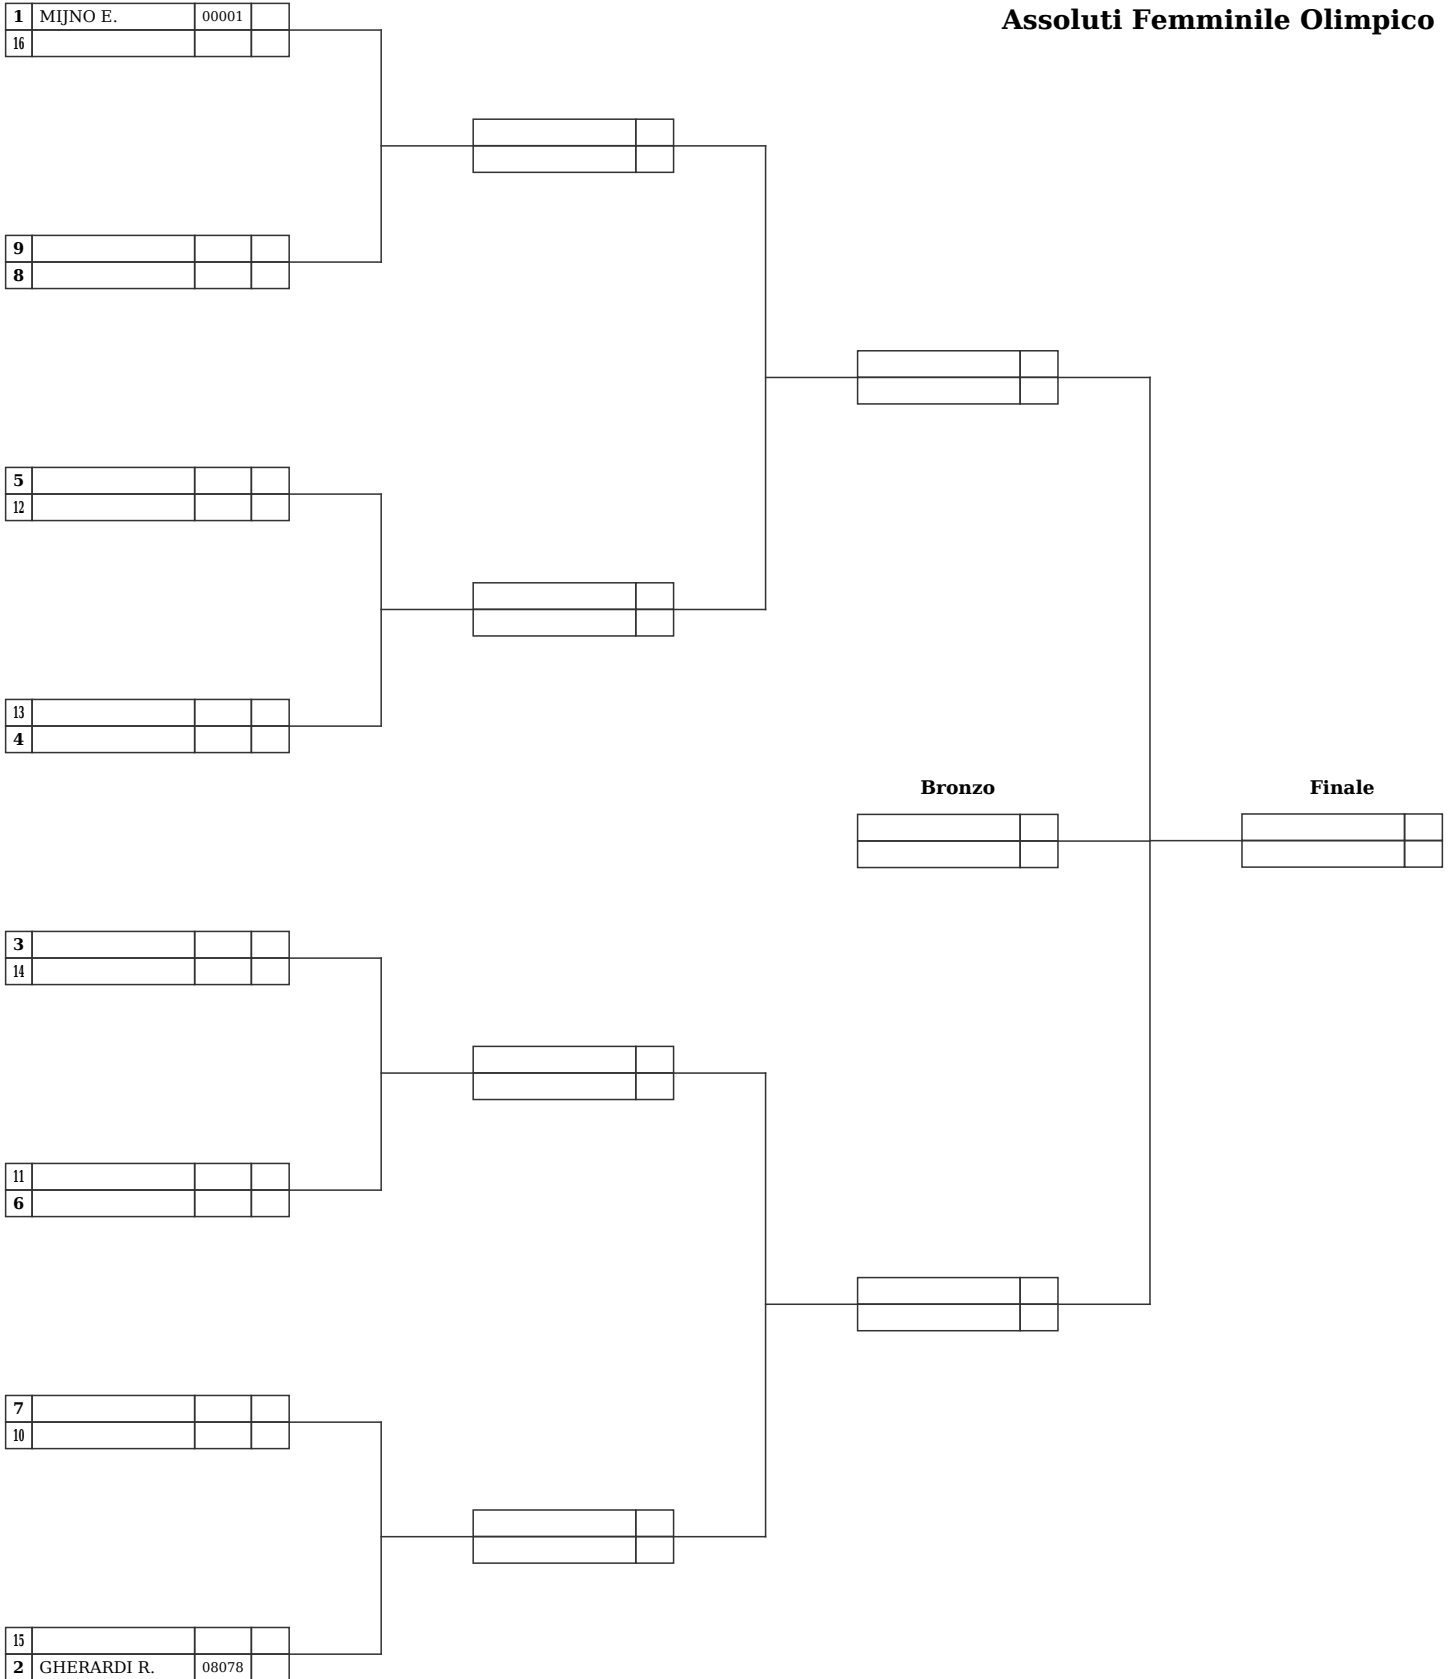 Assoluti Femminile Olimpico
1 MIJNO E. 00001
16
9
8
5
12
13
4
Bronzo
Finale
3
14
11
6
7
10
15
2 GHERARDI R. 08078